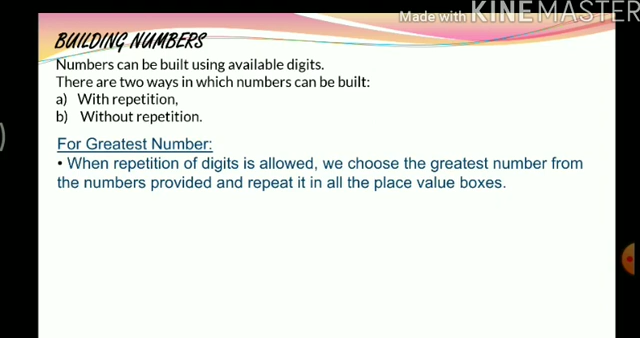 Made with KINEMASTER
BUILDING NUMBERS
Numbers can be built using available digits.
There are two ways in which numbers can be built:
a) With repetition,
b) Without repetition.
For Greatest Number:
• When repetition of digits is allowed, we choose the greatest number from
the numbers provided and repeat it in all the place value boxes.